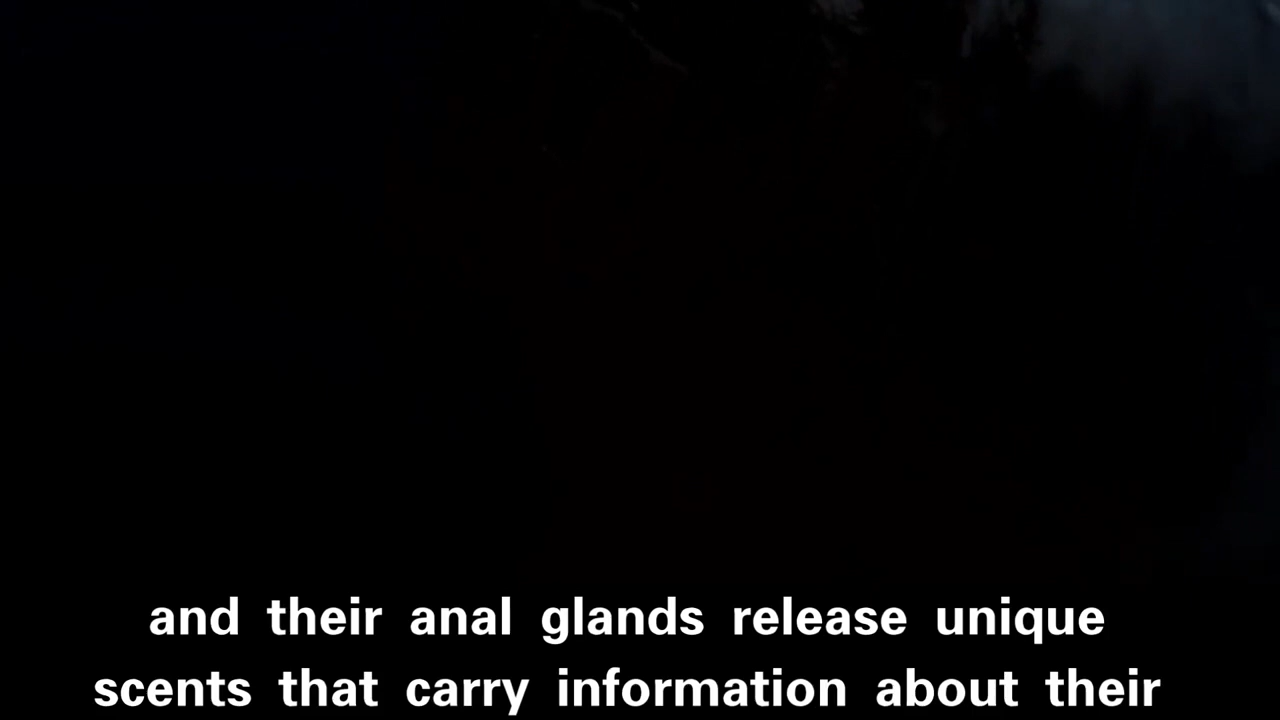 and their anal glands release unique
scents that carry information about their